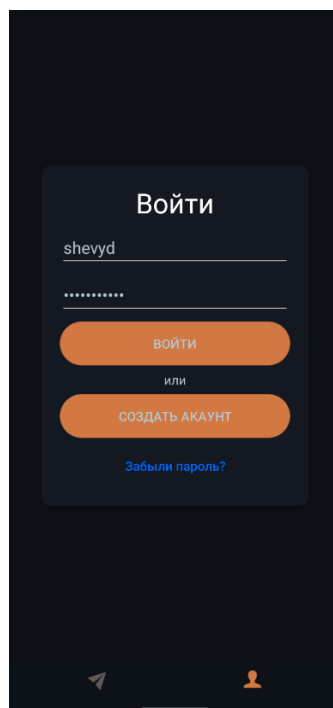 Войти
shevyd
•••••••••••
ВОЙТИ
или
СОЗДАТЬ АКАУНТ
Забыли пароль?